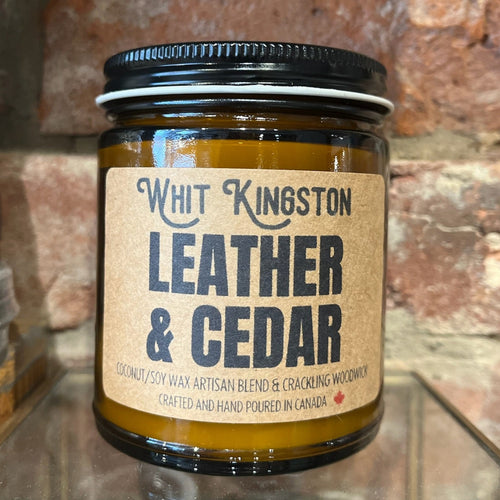 WHIT KINGSTON
LEATHER
& CEDAR
COCONUT/SOY WAX ARTISAN BLEND & CRACKLING WOODWICK
CRAFTED AND HAND POURED IN CANADA